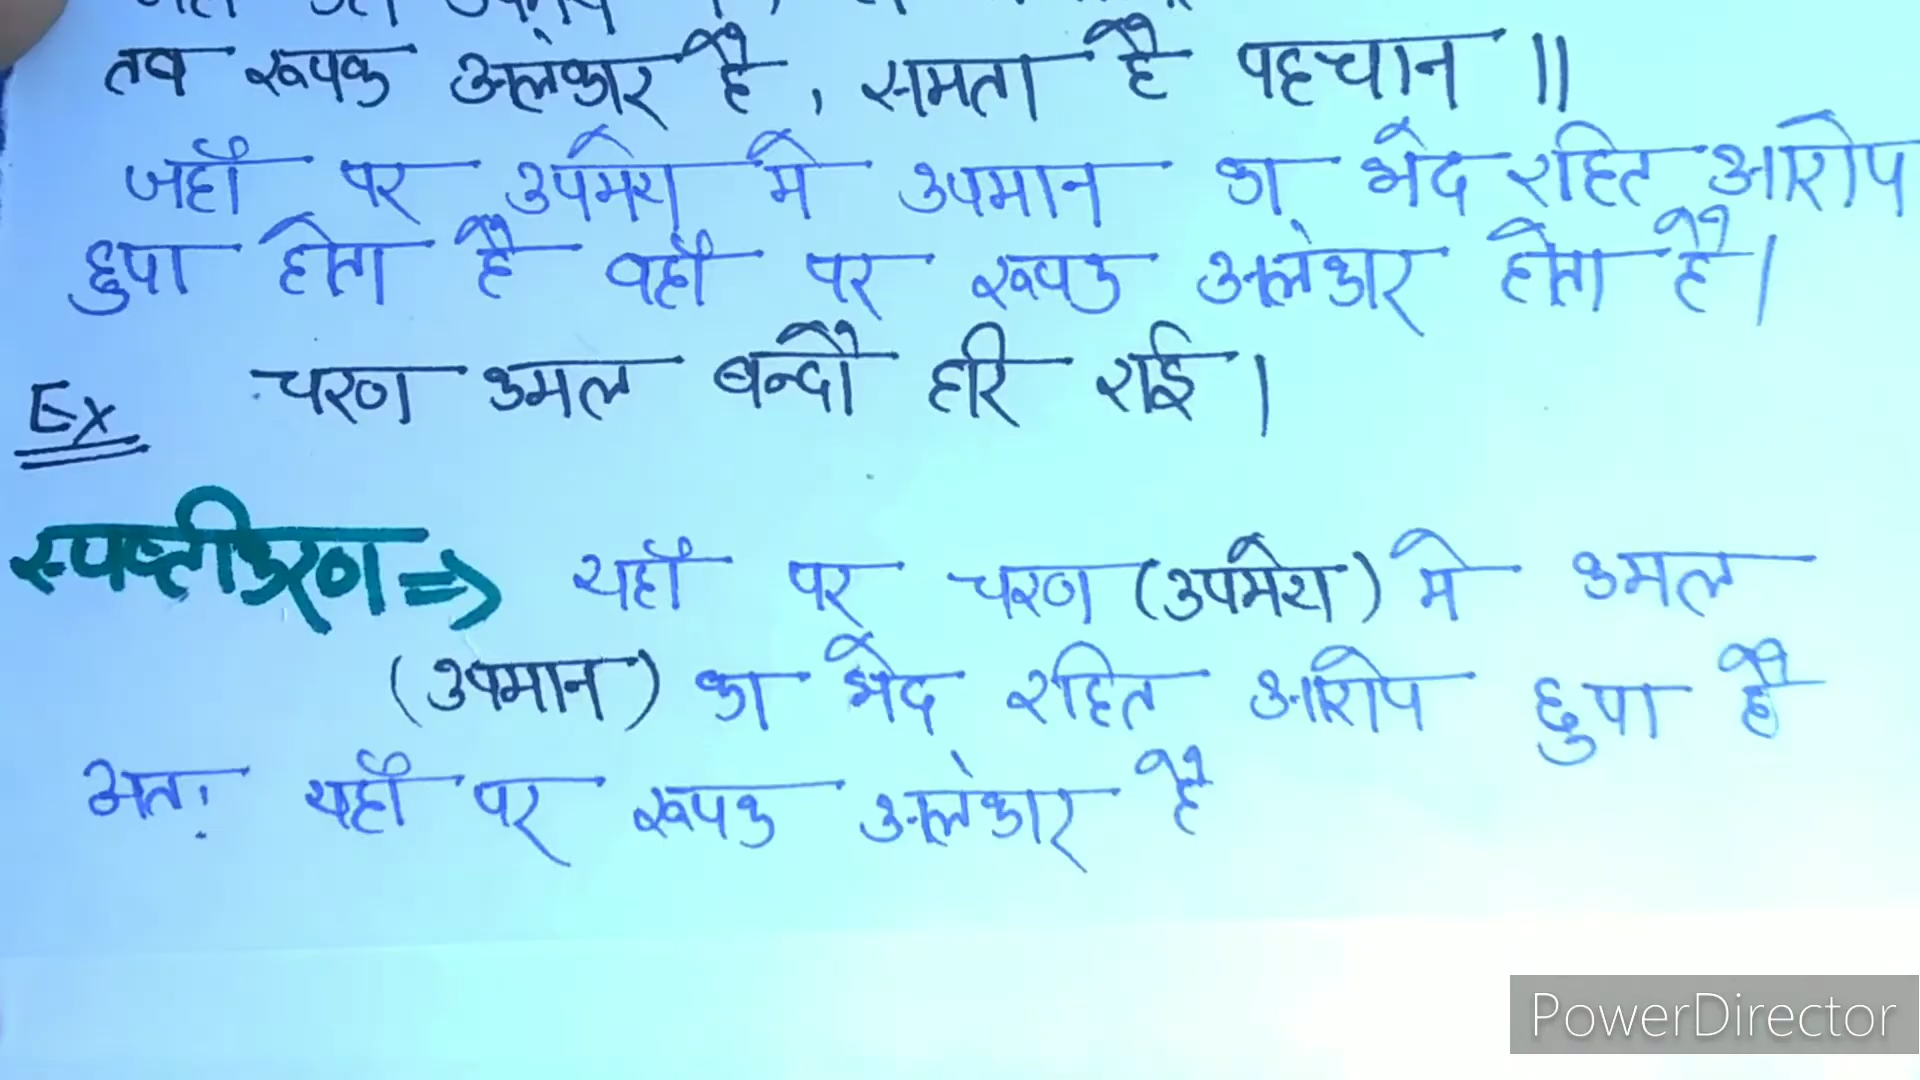 तब रूपक अलंकार है, समता है पहचान ॥
जहाँ पर उपमेय मे उपमान का भेद रहित आरोप
छुपा होता है वहाँ पर रूपक अलंकार होता है।
Ex चरण कमल बन्दौ हरि राई।
स्पष्टीकरण => यहाँ पर चरण (उपमेय) मे कमल
(उपमान) का भेद रहित आरोप छुपा है
अतः यहाँ पर रूपक अलंकार है
PowerDirector